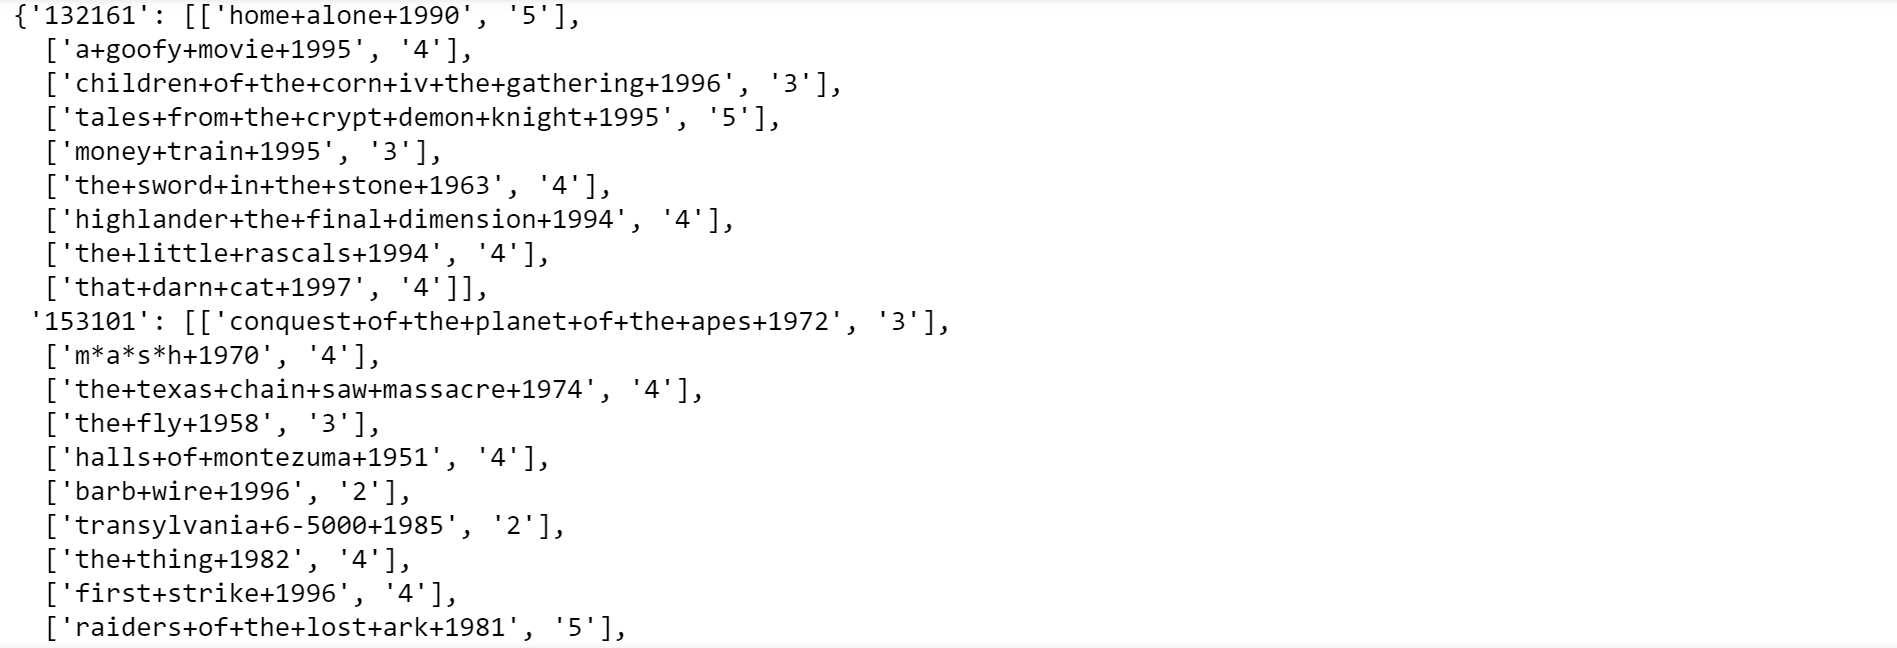 {'132161': [['home+alone+1990', '5'],
['a+goofy+movie+1995', '4'],
['children+of+the+corn+iv+the+gathering+1996', '3'],
['tales+from+the+crypt+demon+knight+1995', '5'],
['money+train+1995', '3'],
['the+sword+in+the+stone+1963', '4'],
['highlander+the+final+dimension+1994', '4'],
['the+little+rascals+1994', '4'],
['that+darn+cat+1997', '4']],
'153101': [['conquest+of+the+planet+of+the+apes+1972', '3'],
['m*a*s*h+1970', '4'],
['the+texas+chain+saw+massacre+1974', '4'],
['the+fly+1958', '3'],
['halls+of+montezuma+1951', '4'],
['barb+wire+1996', '2'],
['transylvania+6-5000+1985', '2'],
['the+thing+1982', '4'],
['first+strike+1996', '4'],
['raiders+of+the+lost+ark+1981', '5'],